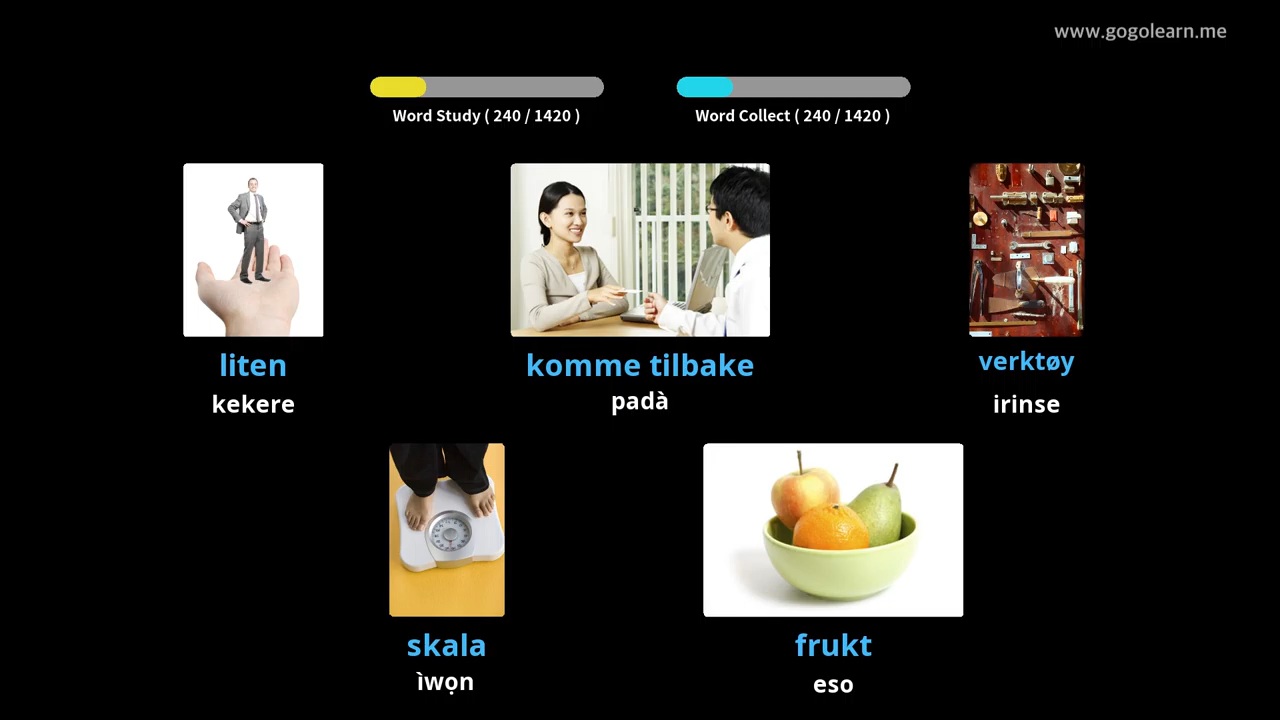 www.gogolearn.me
Word Study ( 240 / 1420 )
Word Collect ( 240 / 1420 )
liten
kekere
komme tilbake
padà
verktøy
irinse
skala
ìwọn
frukt
eso